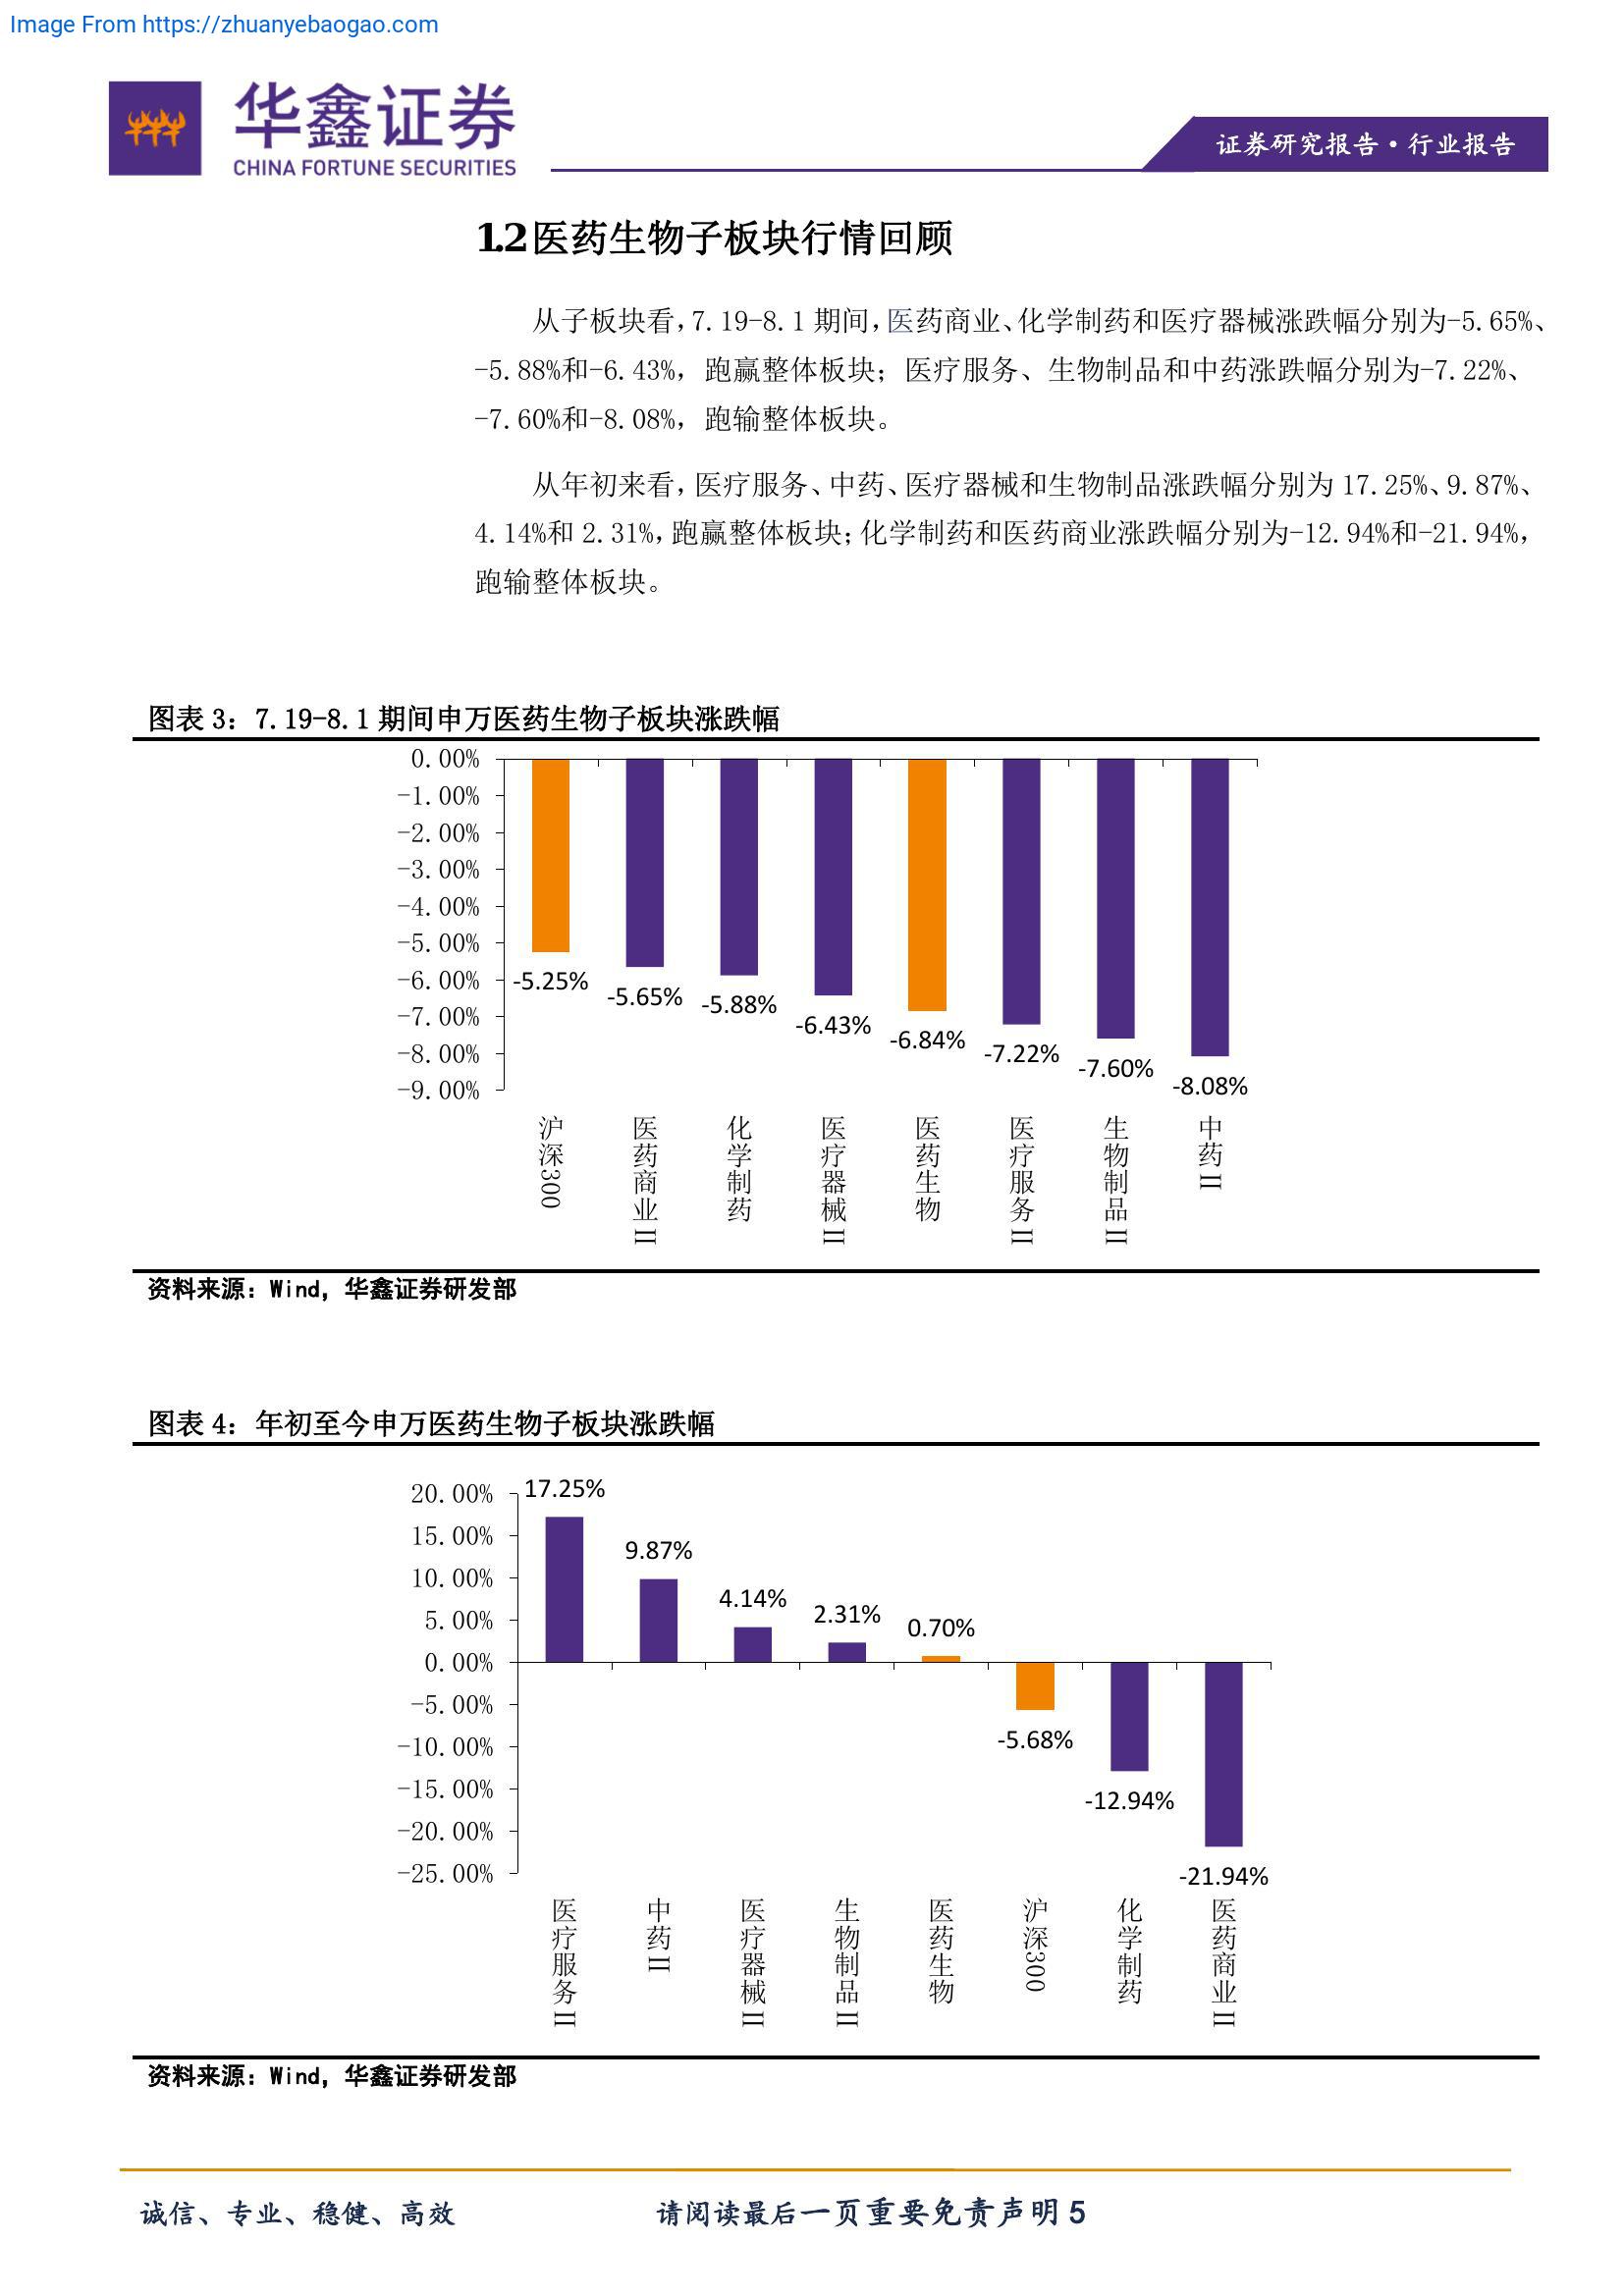 Image From https://zhuanyebaogao.com
华鑫证券
CHINA FORTUNE SECURITIES
证券研究报告·行业报告
1.2医药生物子板块行情回顾
从子板块看，7.19-8.1 期间，医药商业、化学制药和医疗器械涨跌幅分别为-5.65%、
-5.88%和-6.43%，跑赢整体板块；医疗服务、生物制品和中药涨跌幅分别为-7.22%、
-7.60%和-8.08%，跑输整体板块。
从年初来看，医疗服务、中药、医疗器械和生物制品涨跌幅分别为 17.25%、9.87%、
4.14%和 2.31%，跑赢整体板块；化学制药和医药商业涨跌幅分别为-12.94%和-21.94%，
跑输整体板块。
图表 3：7.19-8.1 期间申万医药生物子板块涨跌幅
0.00%
-1.00%
-2.00%
-3.00%
-4.00%
-5.00%
-6.00%
-7.00%
-8.00%
-9.00%
-5.25%
-5.65%
-5.88%
-6.43%
-6.84%
-7.22%
-7.60%
-8.08%
沪深300
医药商业II
化学制药
医疗器械II
医药生物
医疗服务II
生物制品II
中药II
资料来源：Wind，华鑫证券研发部
图表 4：年初至今申万医药生物子板块涨跌幅
20.00%
15.00%
10.00%
5.00%
0.00%
-5.00%
-10.00%
-15.00%
-20.00%
-25.00%
17.25%
9.87%
4.14%
2.31%
0.70%
-5.68%
-12.94%
-21.94%
医疗服务II
中药II
医疗器械II
生物制品II
医药生物
沪深300
化学制药
医药商业II
资料来源：Wind，华鑫证券研发部
诚信、专业、稳健、高效
请阅读最后一页重要免责声明 5